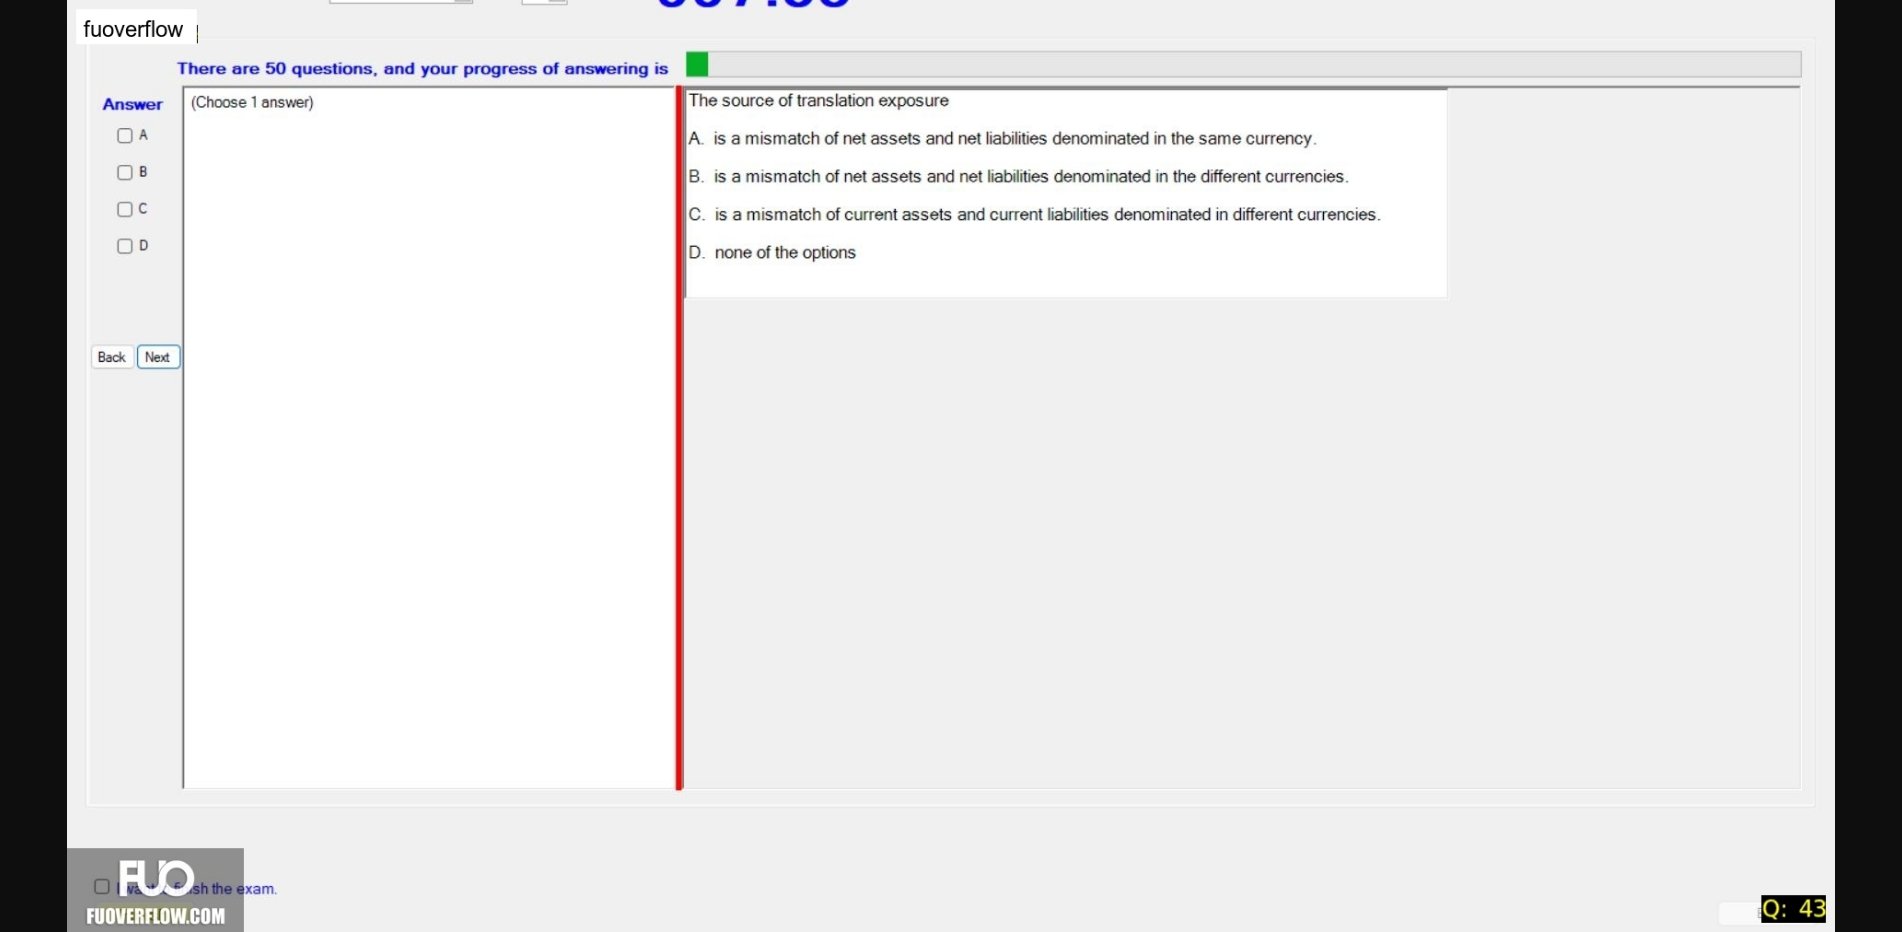 fuoverflow
There are 50 questions, and your progress of answering is
Answer
(Choose 1 answer)
A
B
C
D
Back
Next
The source of translation exposure
A. is a mismatch of net assets and net liabilities denominated in the same currency.
B. is a mismatch of net assets and net liabilities denominated in the different currencies.
C. is a mismatch of current assets and current liabilities denominated in different currencies.
D. none of the options
FUO
the exam.
FUOVERFLOW.COM
Q: 43